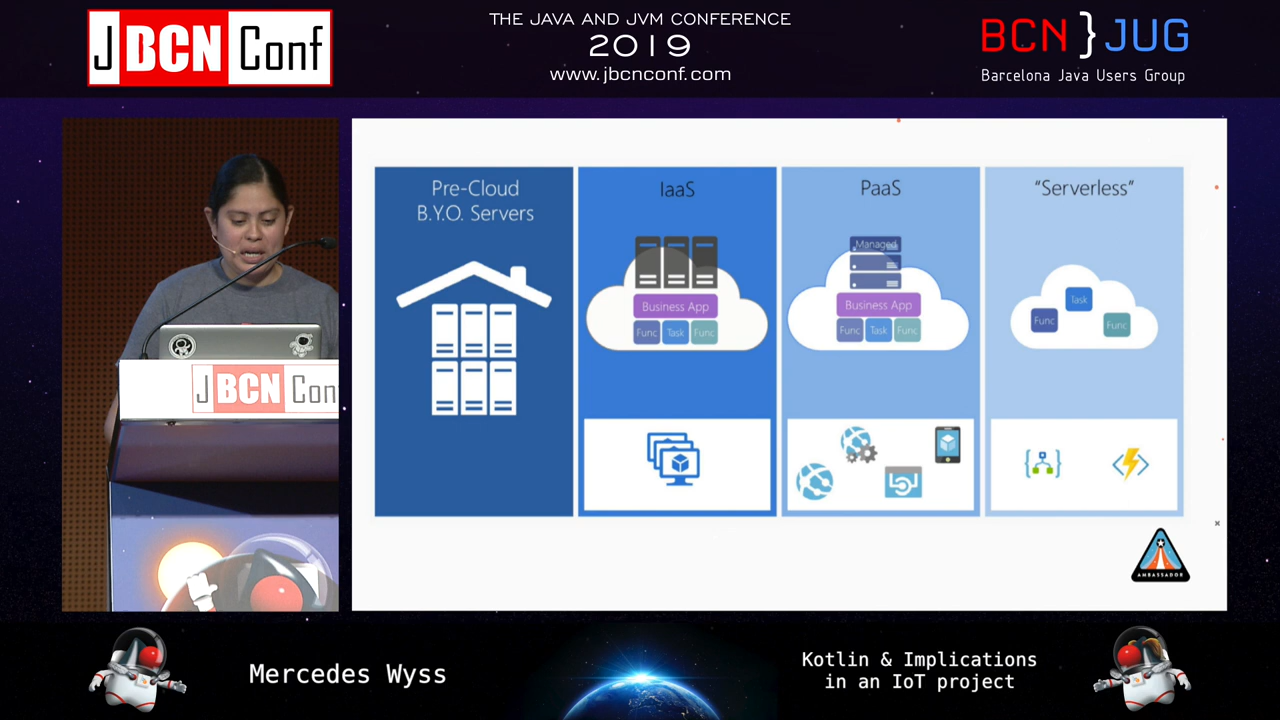 J BCN Conf
THE JAVA AND JVM CONFERENCE
2019
www.jbcnconf.com
BCN } JUG
Barcelona Java Users Group
J BCN Con
Pre-Cloud
B.Y.O. Servers
IaaS
Business App
Func Task Func
PaaS
Managed
Business App
Func Task Func
"Serverless"
Task
Func
Func
AMBASSADOR
Mercedes Wyss
Kotlin & Implications
in an IoT project